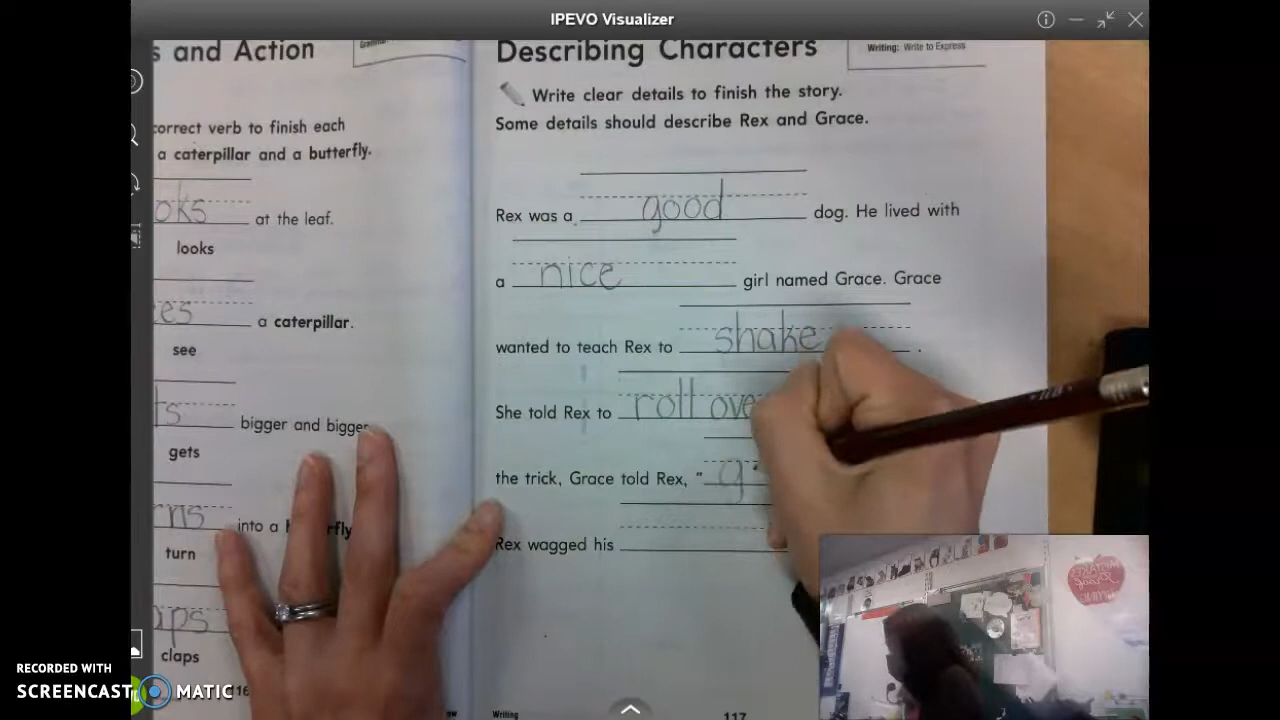 IPEVO Visualizer
s and Action
correct verb to finish each
a caterpillar and a butterfly.
oks at the leaf.
looks
es a caterpillar.
see
ts bigger and bigger
gets
rns into a
turn
aps
claps
116
Describing Characters
Writing: Write to Express
Write clear details to finish the story.
Some details should describe Rex and Grace.
Rex was a good dog. He lived with
a nice girl named Grace. Grace
wanted to teach Rex to shake .
She told Rex to roll ove
the trick, Grace told Rex, " g
Rex wagged his
Writing
117
RECORDED WITH
SCREENCAST MATIC